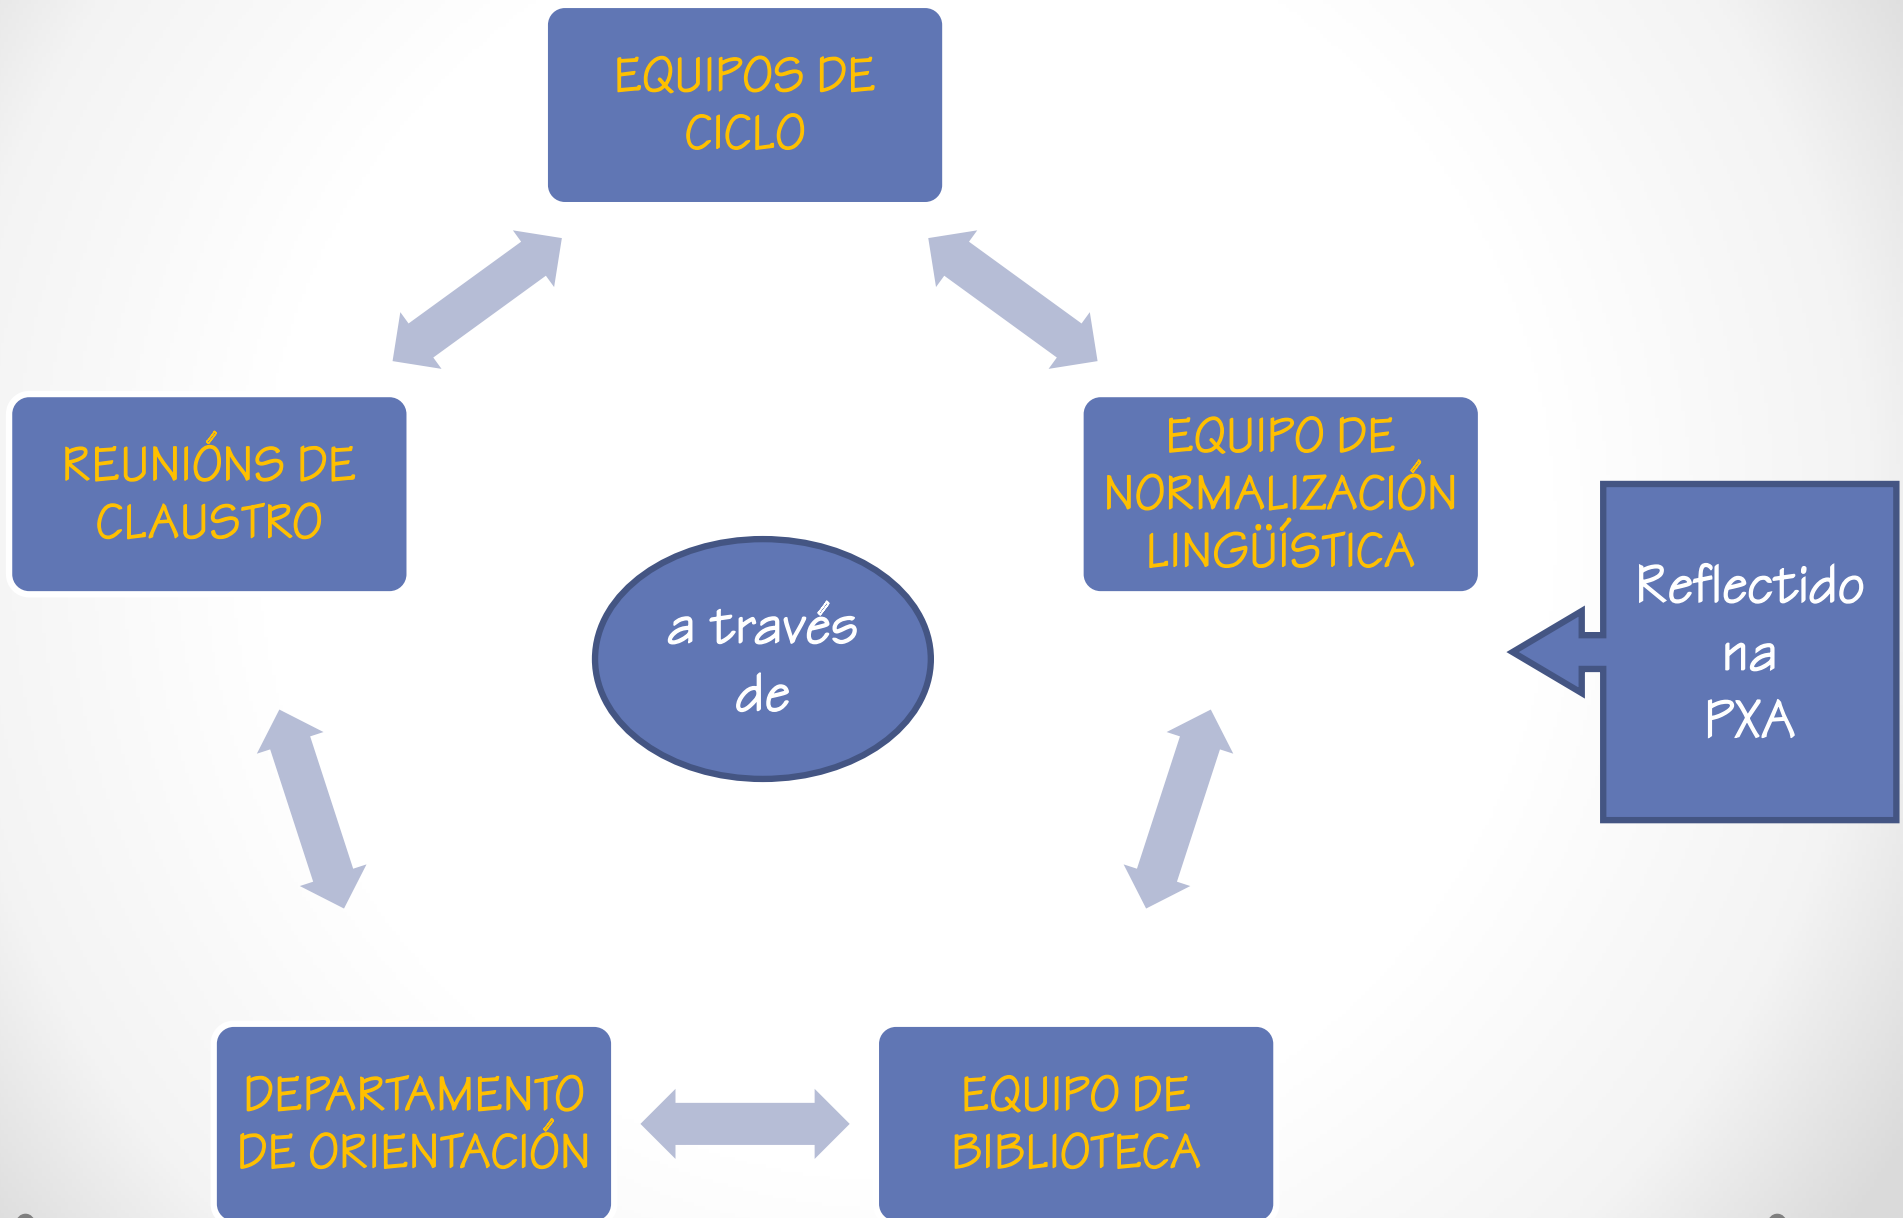 EQUIPOS DE
CICLO
REUNIÓNS DE
CLAUSTRO
EQUIPO DE
NORMALIZACIÓN
LINGÜÍSTICA
a través
de
Reflectido
na
PXA
DEPARTAMENTO
DE ORIENTACIÓN
EQUIPO DE
BIBLIOTECA